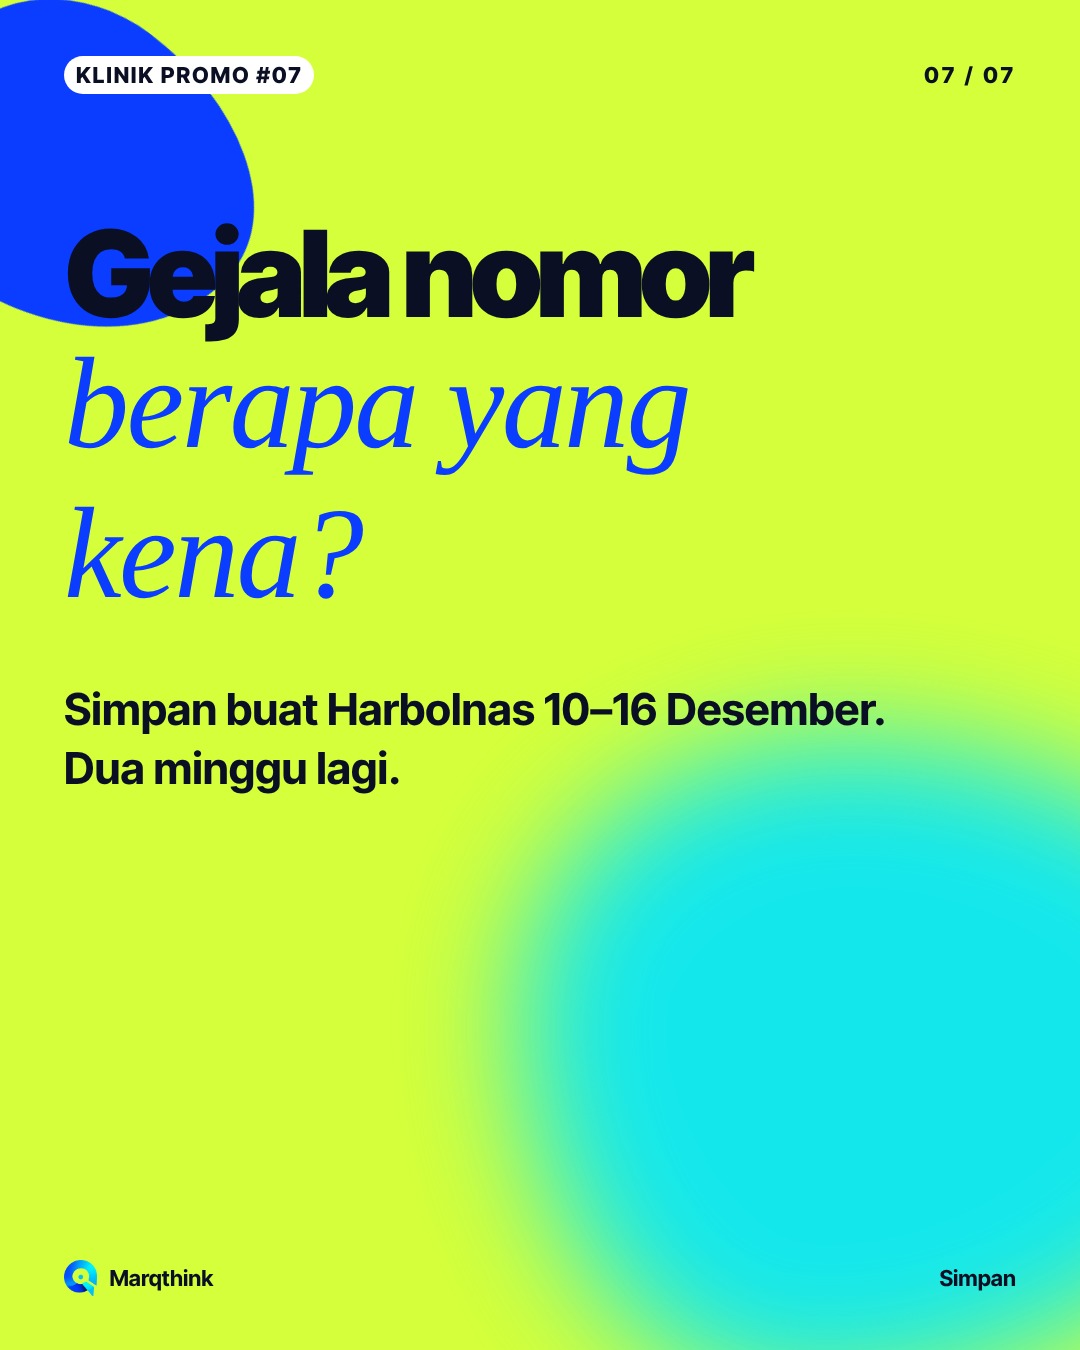 KLINIK PROMO #07
07 / 07
Gejala nomor
berapa yang
kena?
Simpan buat Harbolnas 10–16 Desember.
Dua minggu lagi.
Marqthink
Simpan